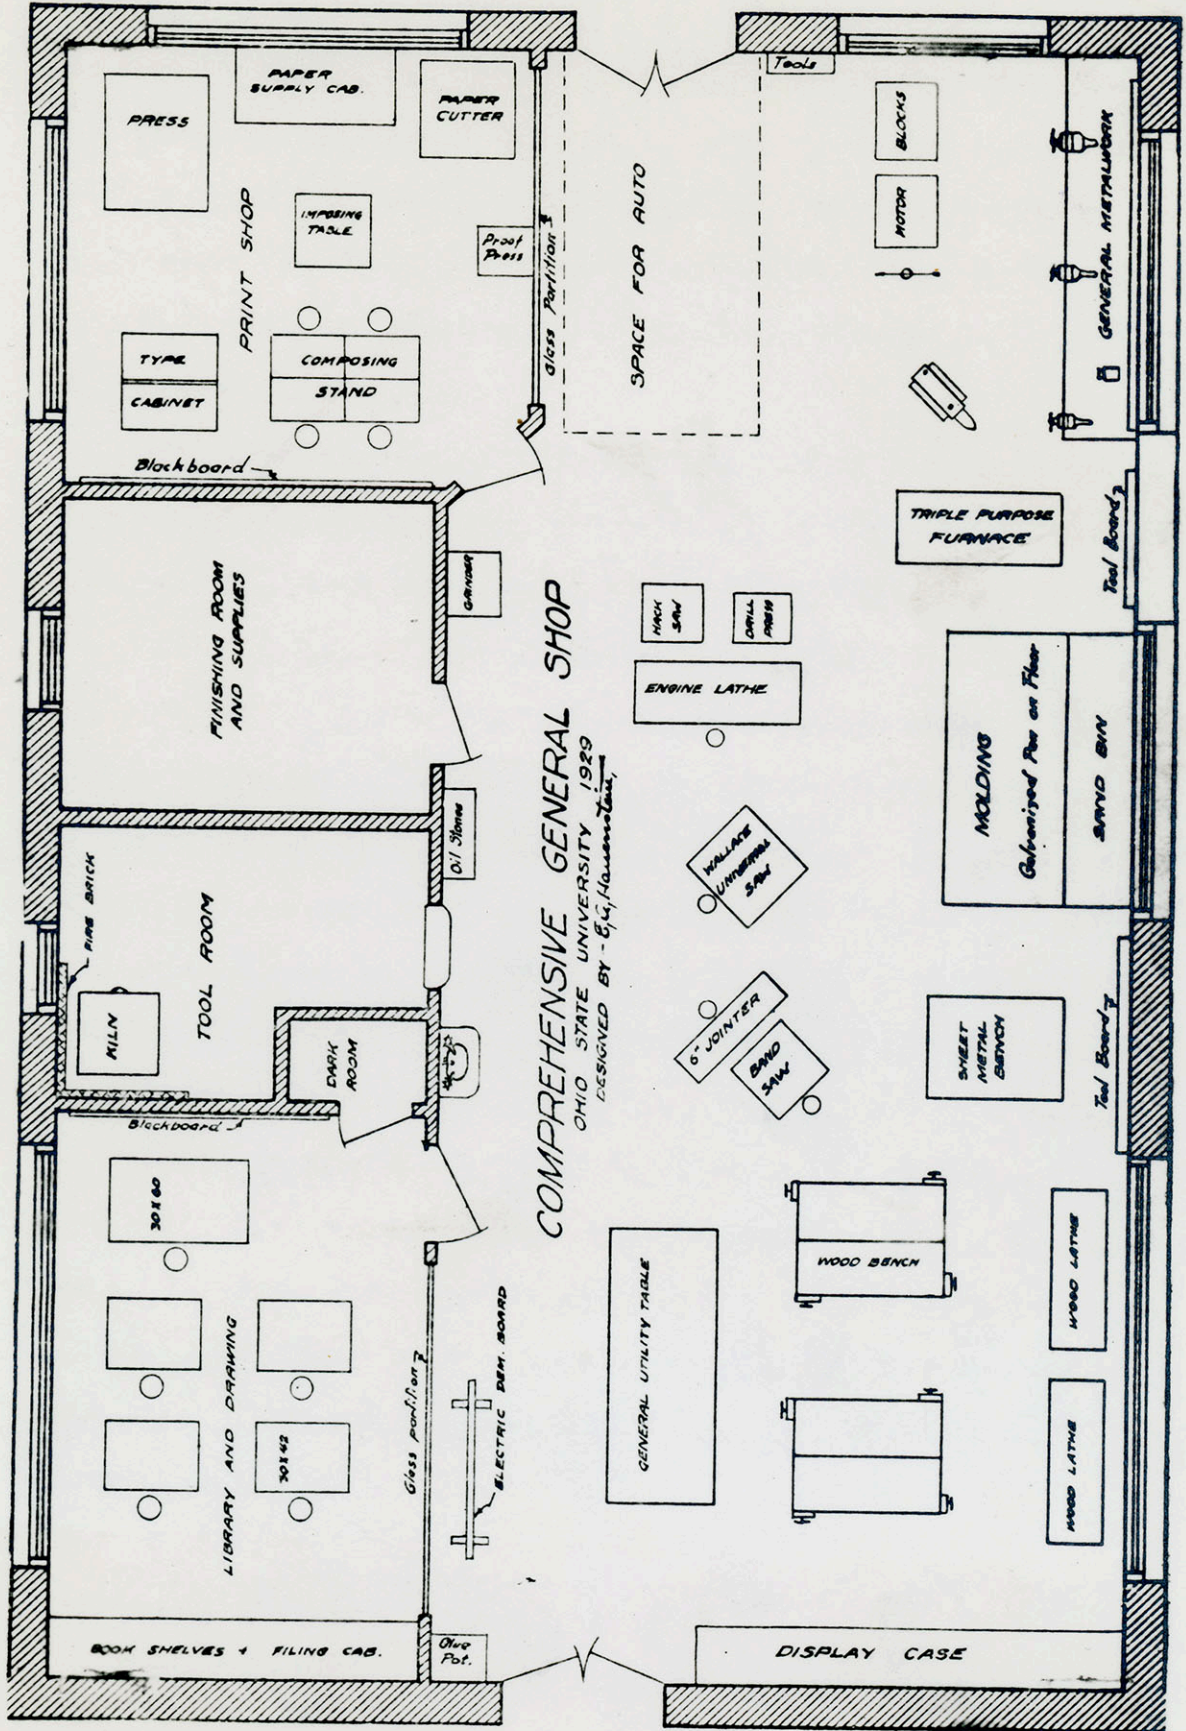 COMPREHENSIVE GENERAL SHOP
OHIO STATE UNIVERSITY 1929
DESIGNED BY - E,G, Hausenstein,
PRESS
PAPER
SUPPLY CAB.
PAPER
CUTTER
IMPOSING
TABLE
Proof
Press
PRINT SHOP
TYPE
CABINET
COMPOSING
STAND
Glass Partition
Blackboard
Tools
SPACE FOR AUTO
BLOCKS
MOTOR
GENERAL METALWORK
TRIPLE PURPOSE
FURNACE
Tool Board
FINISHING ROOM
AND SUPPLIES
GRINDER
HACK
SAW
DRILL
PRESS
ENGINE LATHE
MOLDING
Galvanized Pan on Floor
SAND BIN
Oil Stones
WALLACE
UNIVERSAL
SAW
FIRE BRICK
KILN
TOOL ROOM
DARK
ROOM
6" JOINTER
BAND
SAW
SHEET
METAL
BENCH
Tool Board
Blackboard
30 X 60
30 X 42
LIBRARY AND DRAWING
Glass partition
ELECTRIC DEM. BOARD
GENERAL UTILITY TABLE
WOOD BENCH
WOOD LATHE
WOOD LATHE
BOOK SHELVES + FILING CAB.
Glue
Pot.
DISPLAY CASE